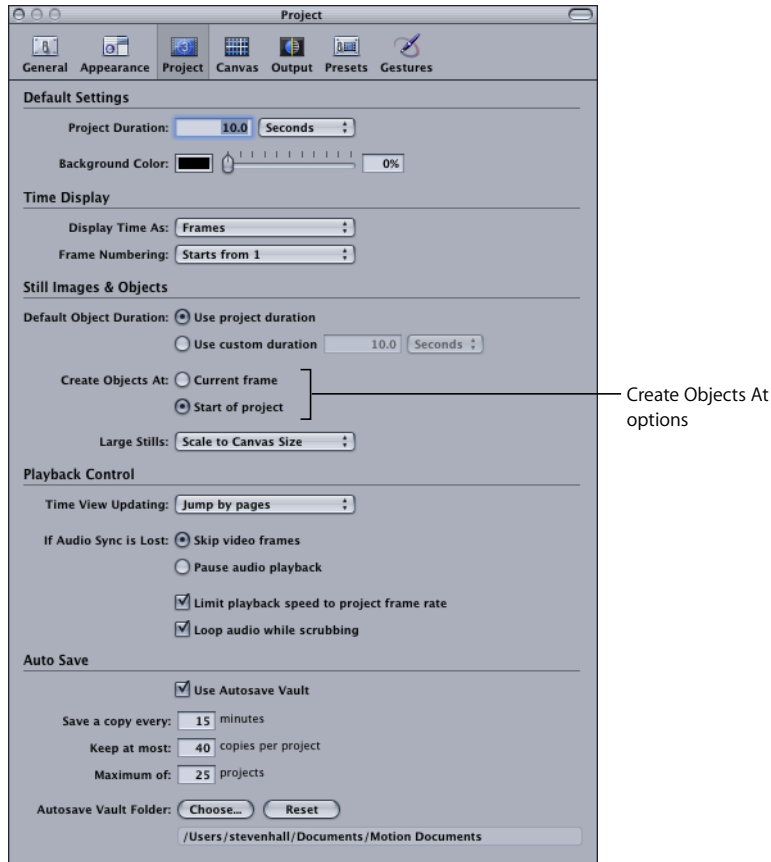 Project
General Appearance Project Canvas Output Presets Gestures
Default Settings
Project Duration: 10.0 Seconds
Background Color: 0%
Time Display
Display Time As: Frames
Frame Numbering: Starts from 1
Still Images & Objects
Default Object Duration: Use project duration
Use custom duration 10.0 Seconds
Create Objects At: Current frame
Start of project
Create Objects At
options
Large Stills: Scale to Canvas Size
Playback Control
Time View Updating: Jump by pages
If Audio Sync is Lost: Skip video frames
Pause audio playback
Limit playback speed to project frame rate
Loop audio while scrubbing
Auto Save
Use Autosave Vault
Save a copy every: 15 minutes
Keep at most: 40 copies per project
Maximum of: 25 projects
Autosave Vault Folder: Choose... Reset
/Users/stevenhall/Documents/Motion Documents